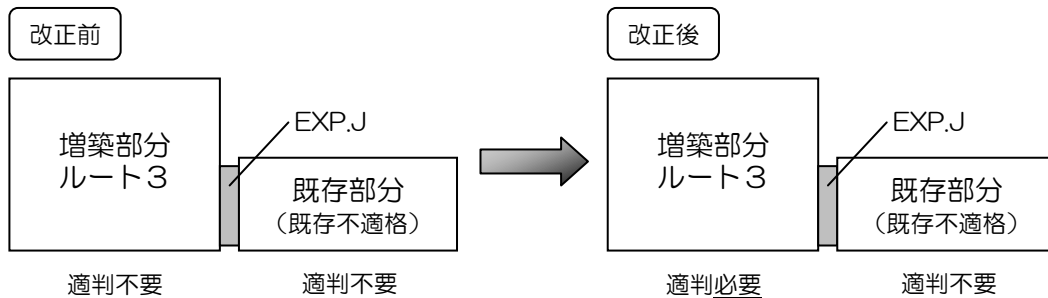 改正前
増築部分
ルート3
EXP.J
既存部分
(既存不適格)
適判不要
適判不要
改正後
増築部分
ルート3
EXP.J
既存部分
(既存不適格)
適判必要
適判不要